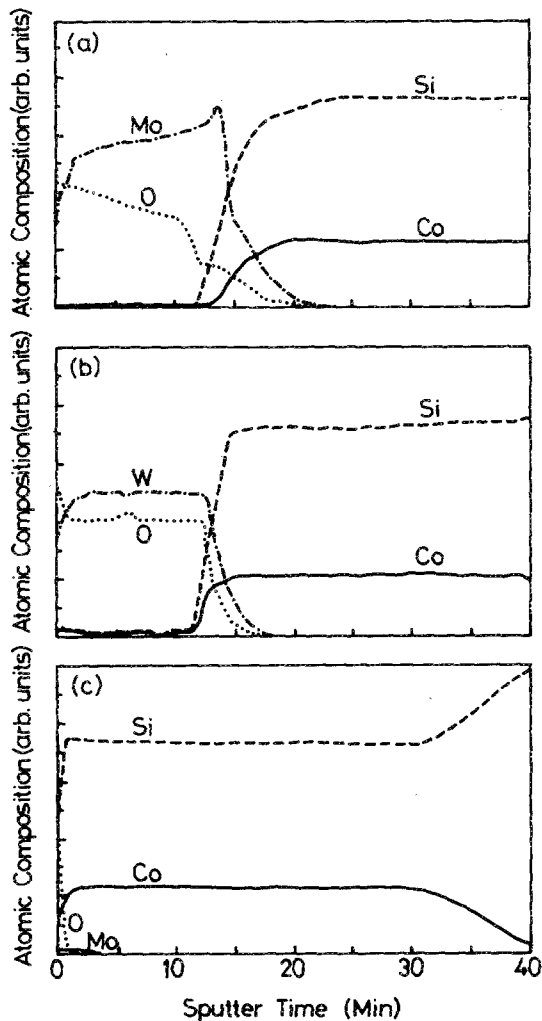 (a)
Atomic Composition (arb. units)
Mo
O
Si
Co
(b)
Atomic Composition (arb. units)
W
O
Si
Co
(c)
Atomic Composition (arb. units)
Si
Co
O
Mo
0 10 20 30 40
Sputter Time (Min)